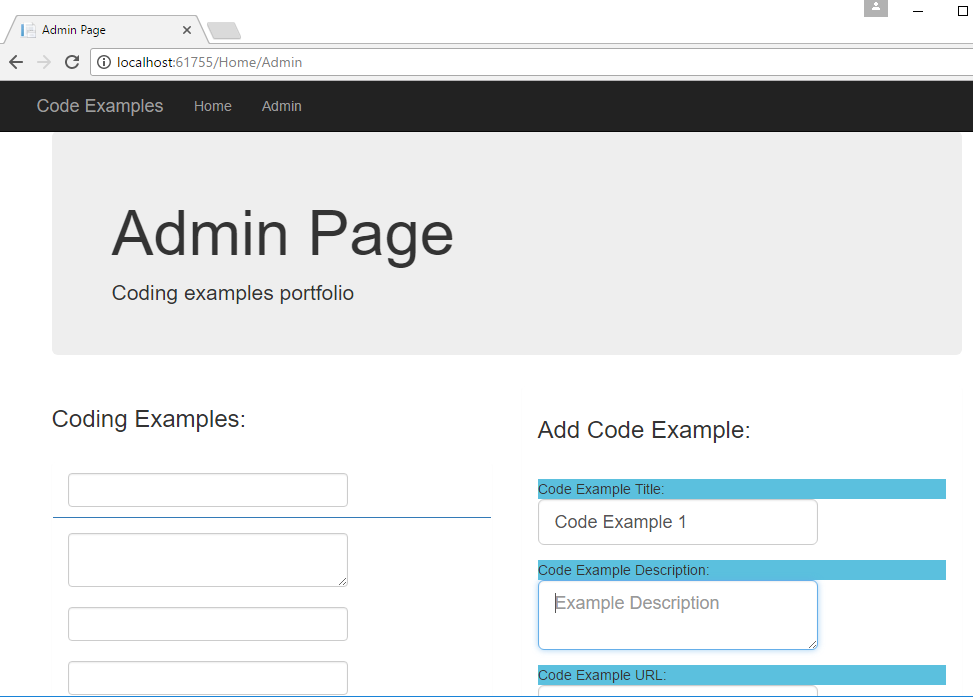 Admin Page
localhost:61755/Home/Admin
Code Examples Home Admin
Admin Page
Coding examples portfolio
Coding Examples:
Add Code Example:
Code Example Title:
Code Example 1
Code Example Description:
Example Description
Code Example URL: